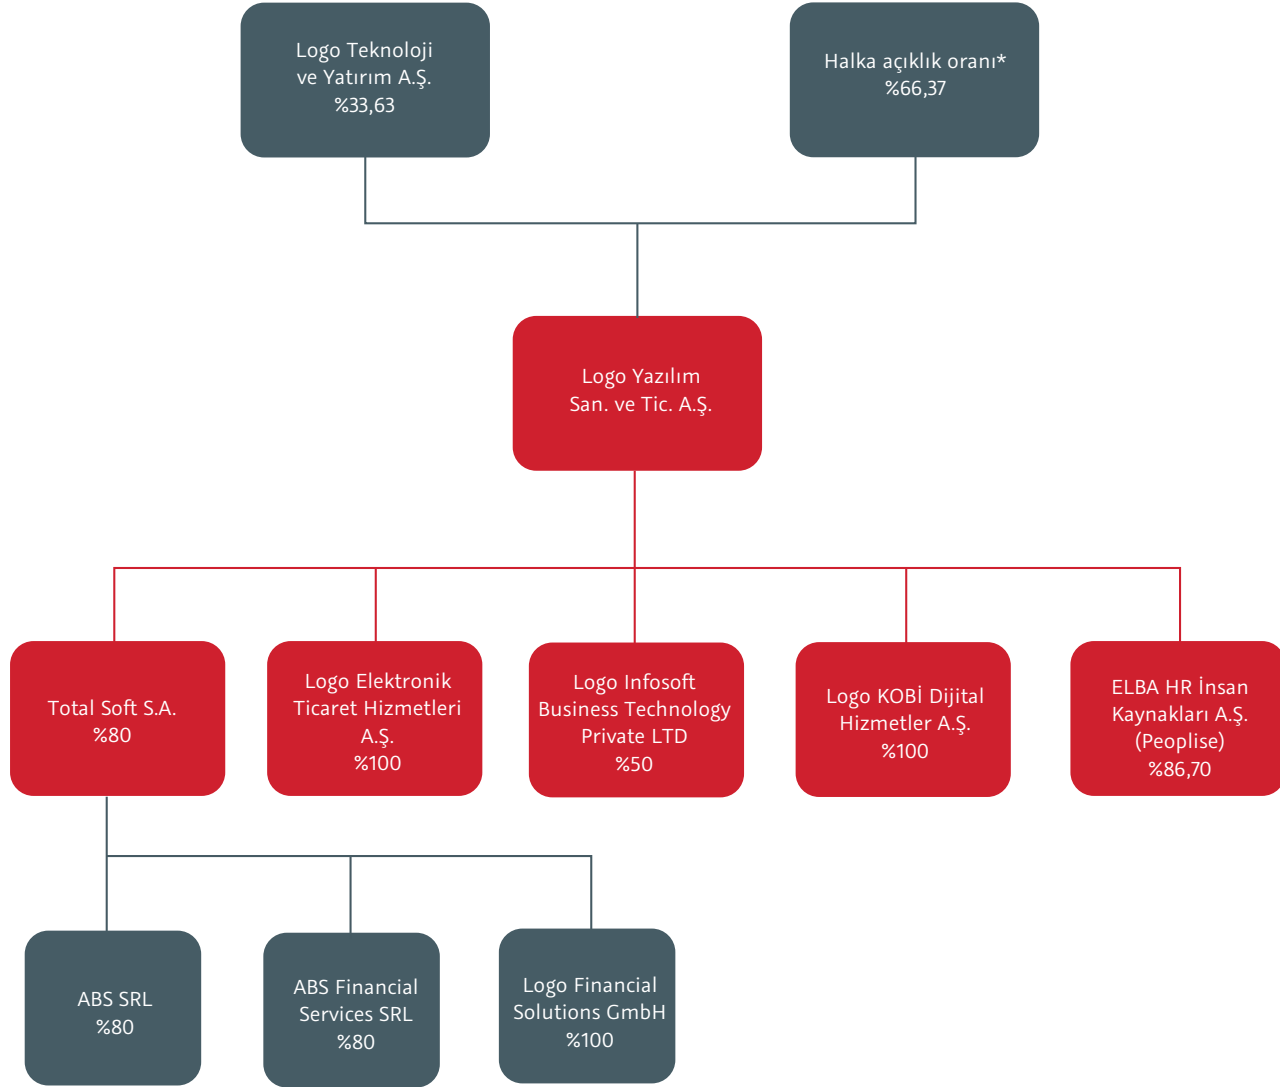 Logo Teknoloji
ve Yatırım A.Ş.
%33,63
Halka açıklık oranı*
%66,37
Logo Yazılım
San. ve Tic. A.Ş.
Total Soft S.A.
%80
Logo Elektronik
Ticaret Hizmetleri
A.Ş.
%100
Logo Infosoft
Business Technology
Private LTD
%50
Logo KOBİ Dijital
Hizmetler A.Ş.
%100
ELBA HR İnsan
Kaynakları A.Ş.
(Peoplise)
%86,70
ABS SRL
%80
ABS Financial
Services SRL
%80
Logo Financial
Solutions GmbH
%100